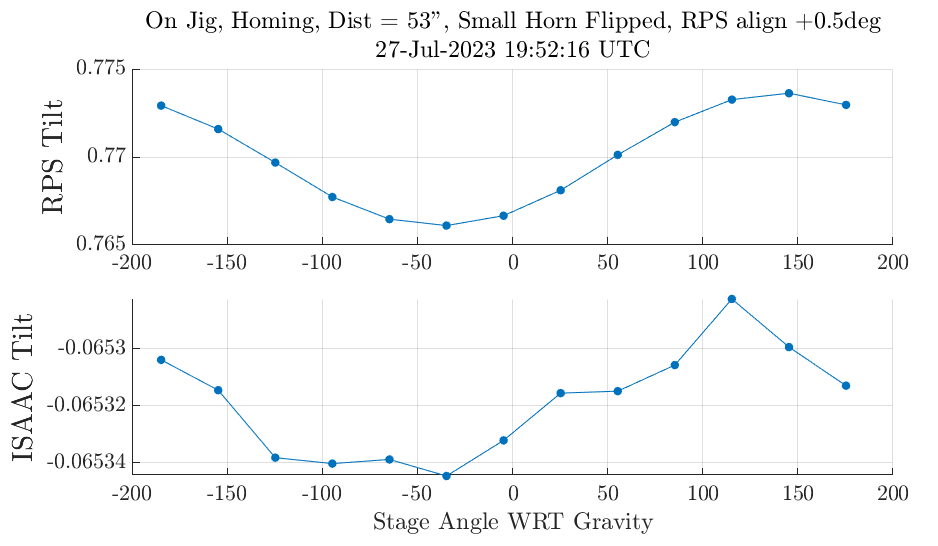 On Jig, Homing, Dist = 53”, Small Horn Flipped, RPS align +0.5deg
27-Jul-2023 19:52:16 UTC
RPS Tilt
0.775
0.77
0.765
-200 -150 -100 -50 0 50 100 150 200
ISAAC Tilt
-0.0653
-0.06532
-0.06534
-200 -150 -100 -50 0 50 100 150 200
Stage Angle WRT Gravity